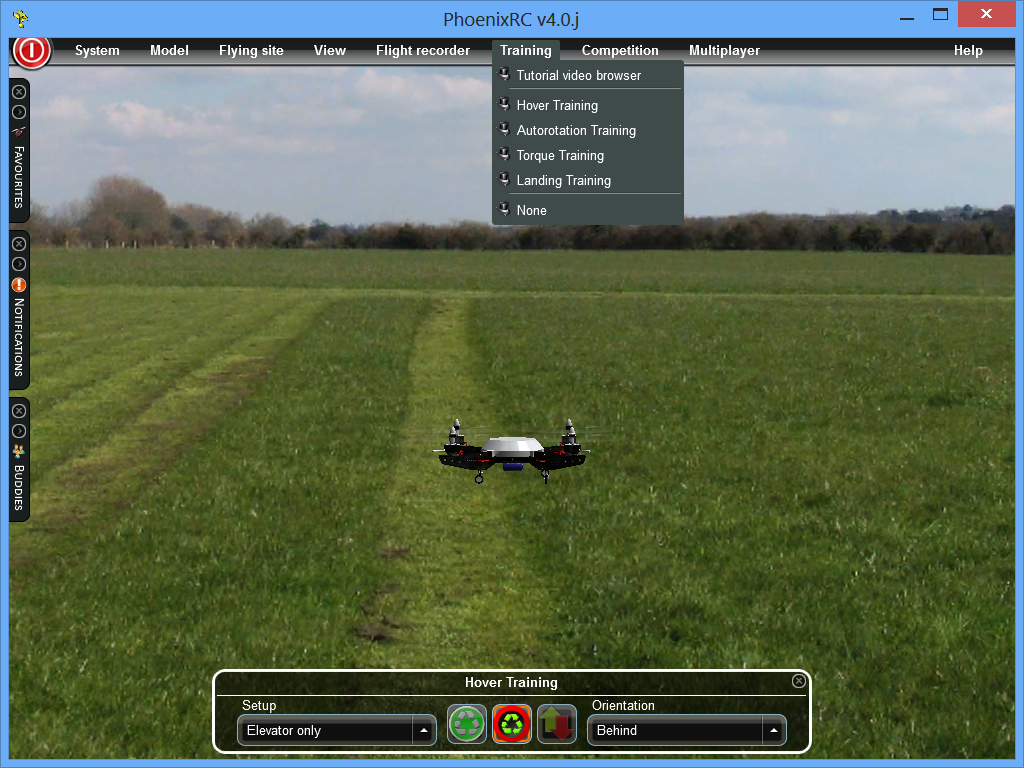 PhoenixRC v4.0.j
System Model Flying site View Flight recorder Training Competition Multiplayer Help
Tutorial video browser
Hover Training
Autorotation Training
Torque Training
Landing Training
None
FAVOURITES
NOTIFICATIONS
BUDDIES
Hover Training
Setup Orientation
Elevator only Behind